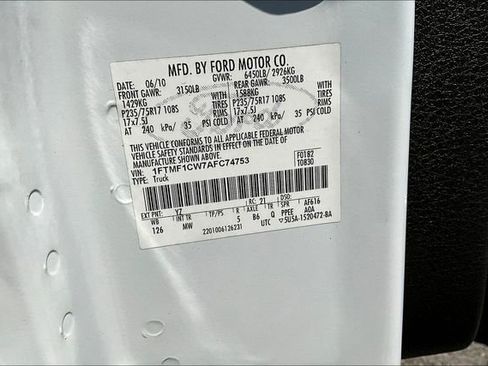 MFD. BY FORD MOTOR CO.
DATE: 06/10 GVWR: 6450LB/ 2926KG
FRONT GAWR: 3150LB REAR GAWR: 3500LB
1429KG WITH 1588KG WITH
P235/75R17 108S TIRES P235/75R17 108S TIRES
17x7.5J RIMS 17x7.5J RIMS
AT 240 kPa/ 35 PSI COLD AT 240 kPa/ 35 PSI COLD
THIS VEHICLE CONFORMS TO ALL APPLICABLE FEDERAL MOTOR
VEHICLE SAFETY STANDARDS IN EFFECT ON THE DATE OF
MANUFACTURE SHOWN ABOVE.
VIN: 1FTMF1CW7AFC74753 F0182
TYPE: Truck T0830
EXT PNT: YZ RC: 21 DSO:
WB INT TR TP/PS R AXLE TR SPR AF616
126 MW 5 B6 Q PPEE AOA
2201006126231 UTC 5U5A-1520472-BA
Ford